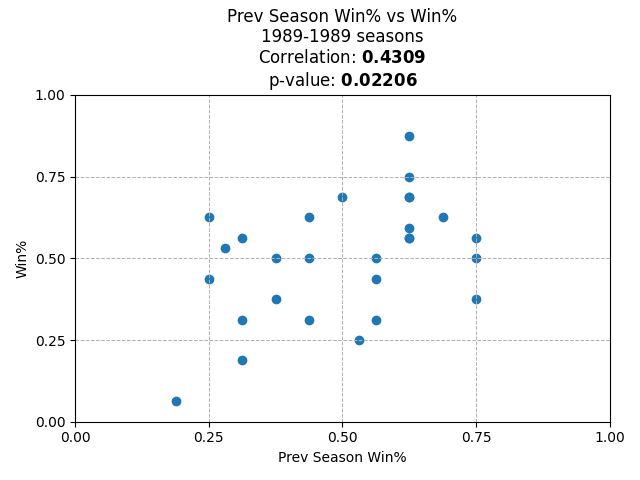 Prev Season Win% vs Win%
1989-1989 seasons
Correlation: 0.4309
p-value: 0.02206
1.00
0.75
0.50
0.25
0.00
Win%
0.00 0.25 0.50 0.75 1.00
Prev Season Win%